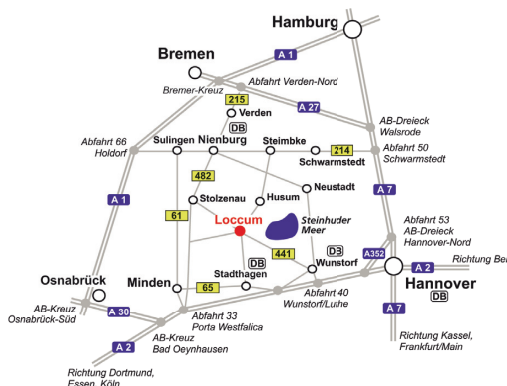 Hamburg
Bremen
A 1
Abfahrt Verden-Nord
Bremer-Kreuz
215
A 27
Verden
DB
AB-Dreieck
Walsrode
Abfahrt 66
Holdorf
Sulingen
Nienburg
Steimbke
214
Schwarmstedt
Abfahrt 50
Schwarmstedt
482
Neustadt
A 1
61
Stolzenau
Husum
A 7
Loccum
Steinhuder
Meer
Abfahrt 53
AB-Dreieck
Hannover-Nord
441
DB
A352
Osnabrück
Minden
65
DB
Stadthagen
Wunstorf
A 2
Richtung Ber
Hannover
DB
AB-Kreuz
Osnabrück-Süd
A 30
Abfahrt 33
Porta Westfalica
Abfahrt 40
Wunstorf/Luhe
A 7
AB-Kreuz
Bad Oeynhausen
A 2
Richtung Kassel,
Frankfurt/Main
Richtung Dortmund,
Essen, Köln